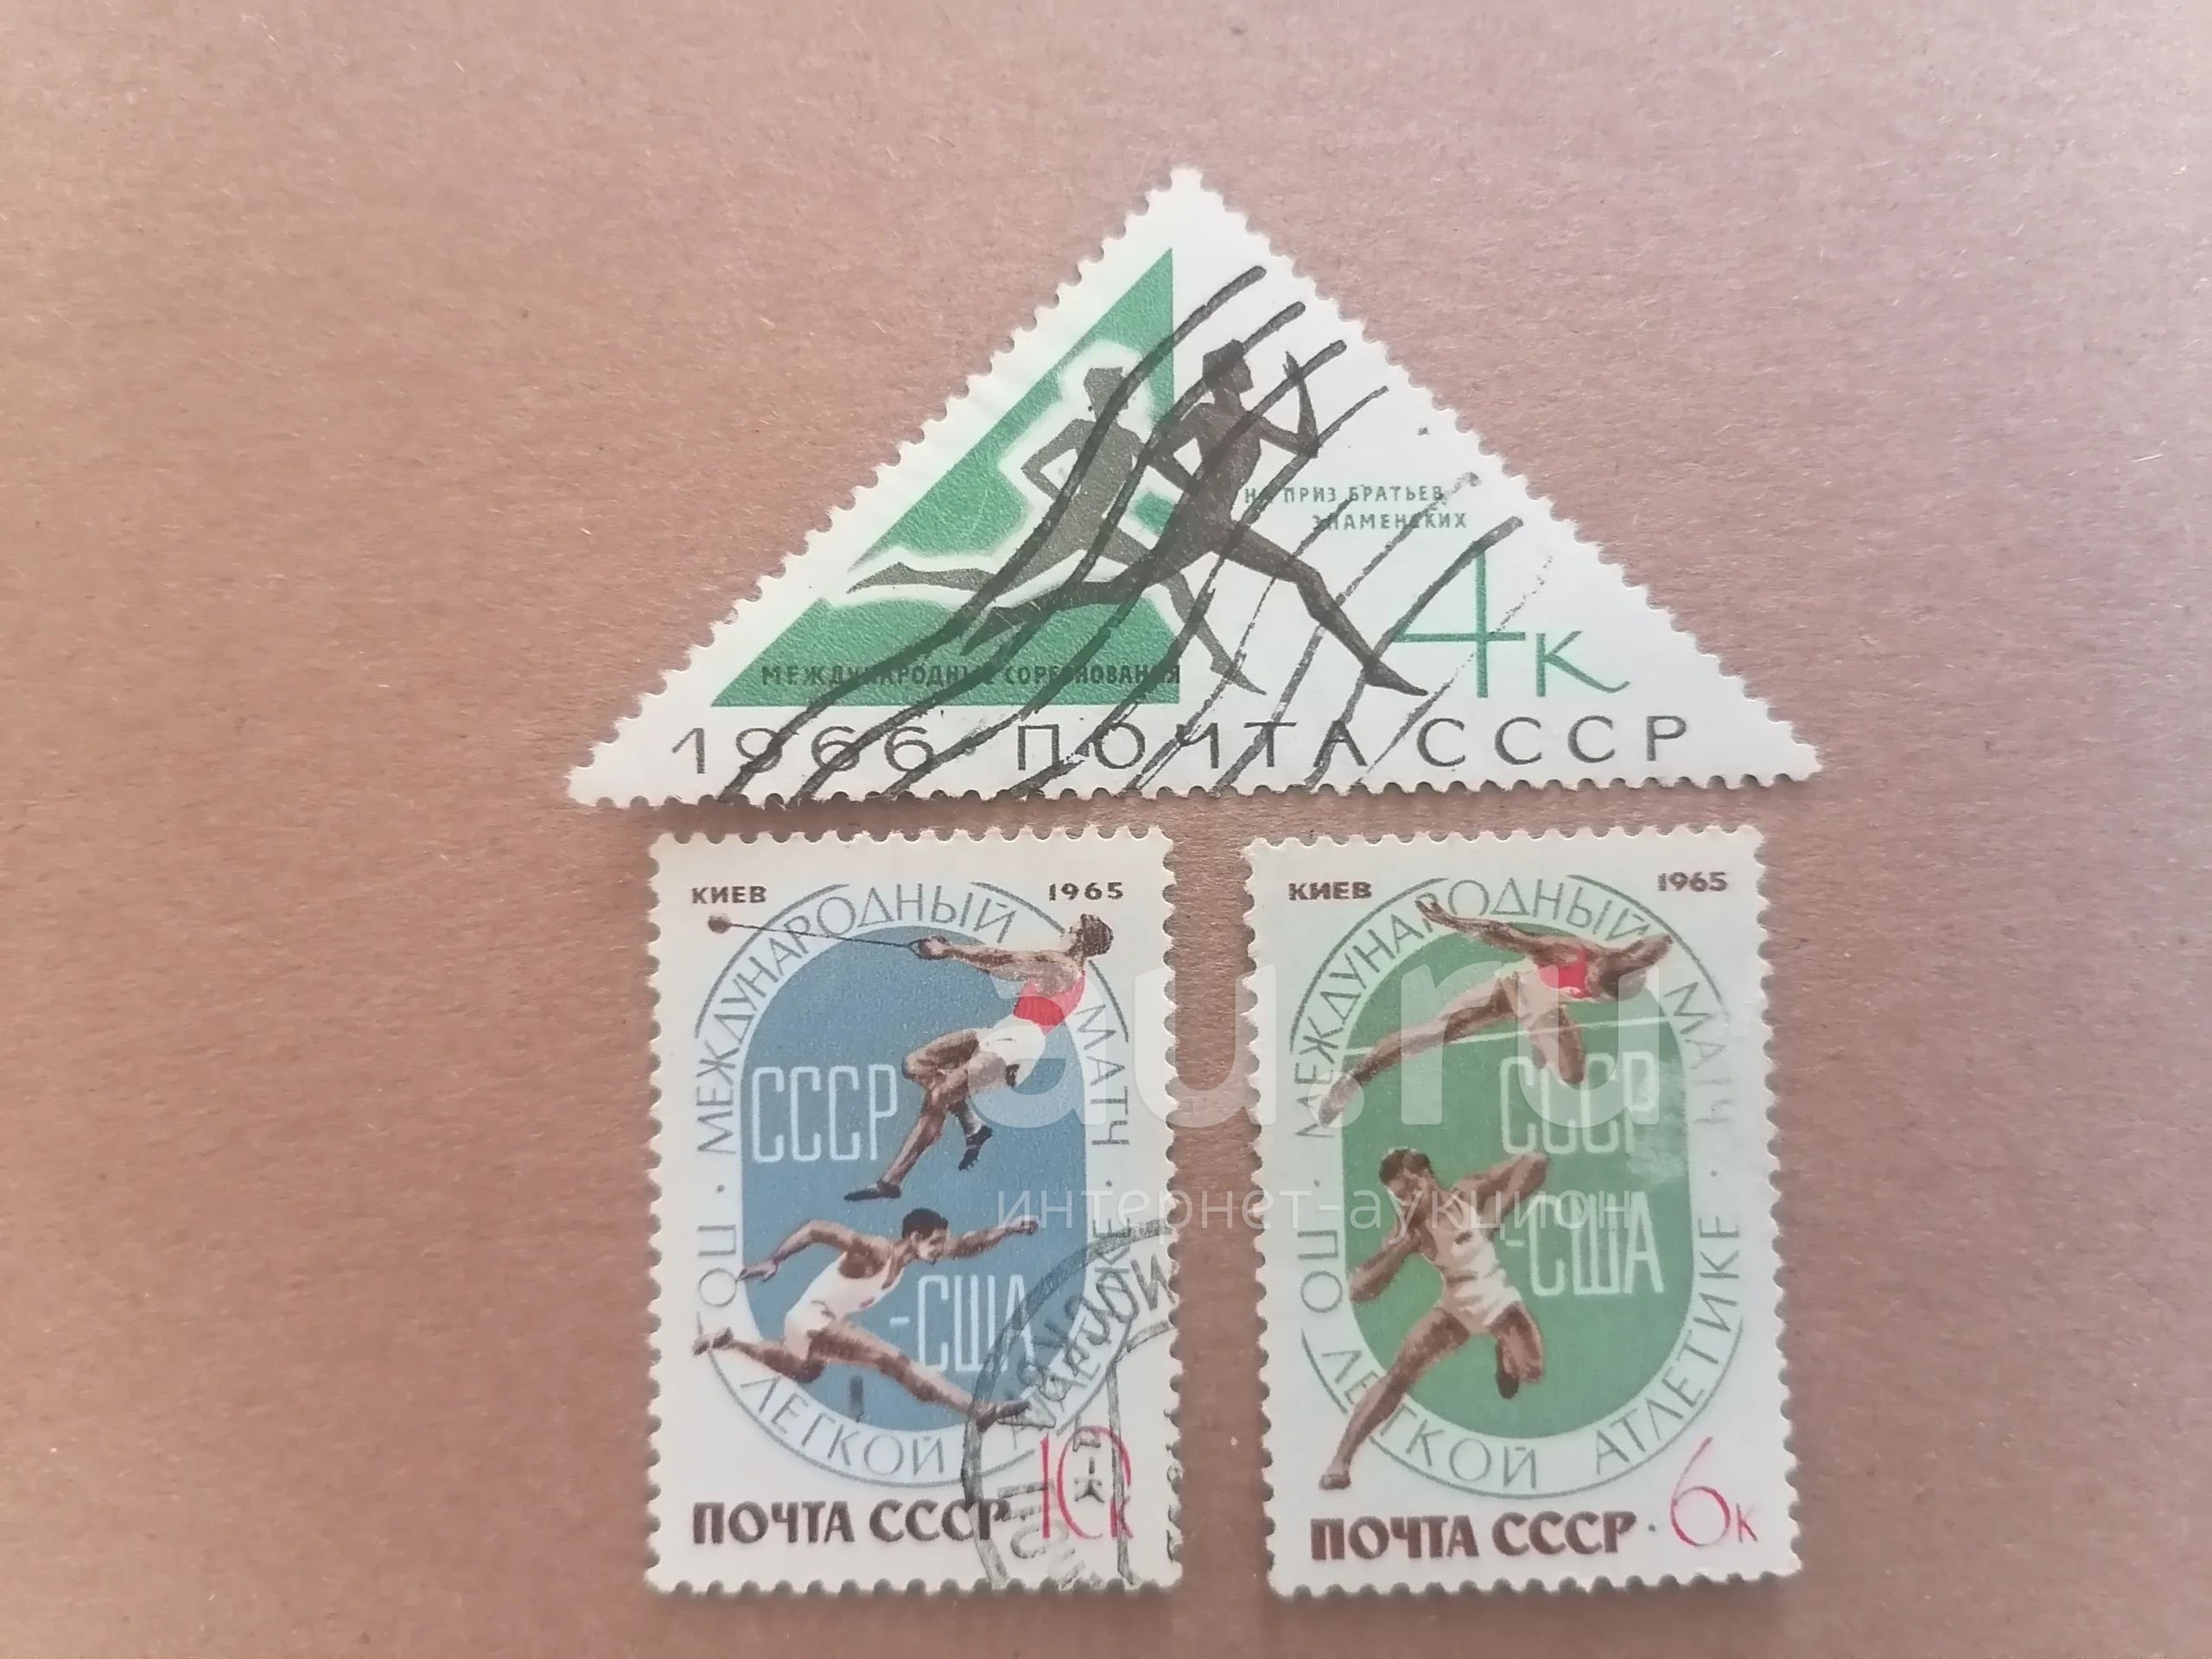 НА ПРИЗ БРАТЬЕВ
ЗНАМЕНСКИХ
4к
МЕЖДУНАРОДНЫЕ СОРЕВНОВАНИЯ
1966 · ПОЧТА СССР
КИЕВ 1965
ПО · МЕЖДУНАРОДНЫЙ МАТЧ · ЛЕГКОЙ АТЛЕТИКЕ
СССР
-США
ПОЧТА СССР · 10к
КИЕВ 1965
МЕЖДУНАРОДНЫЙ МАТЧ · ПО ЛЕГКОЙ АТЛЕТИКЕ ·
СССР
-США
ПОЧТА СССР · 6к
au.ru
интернет-аукцион